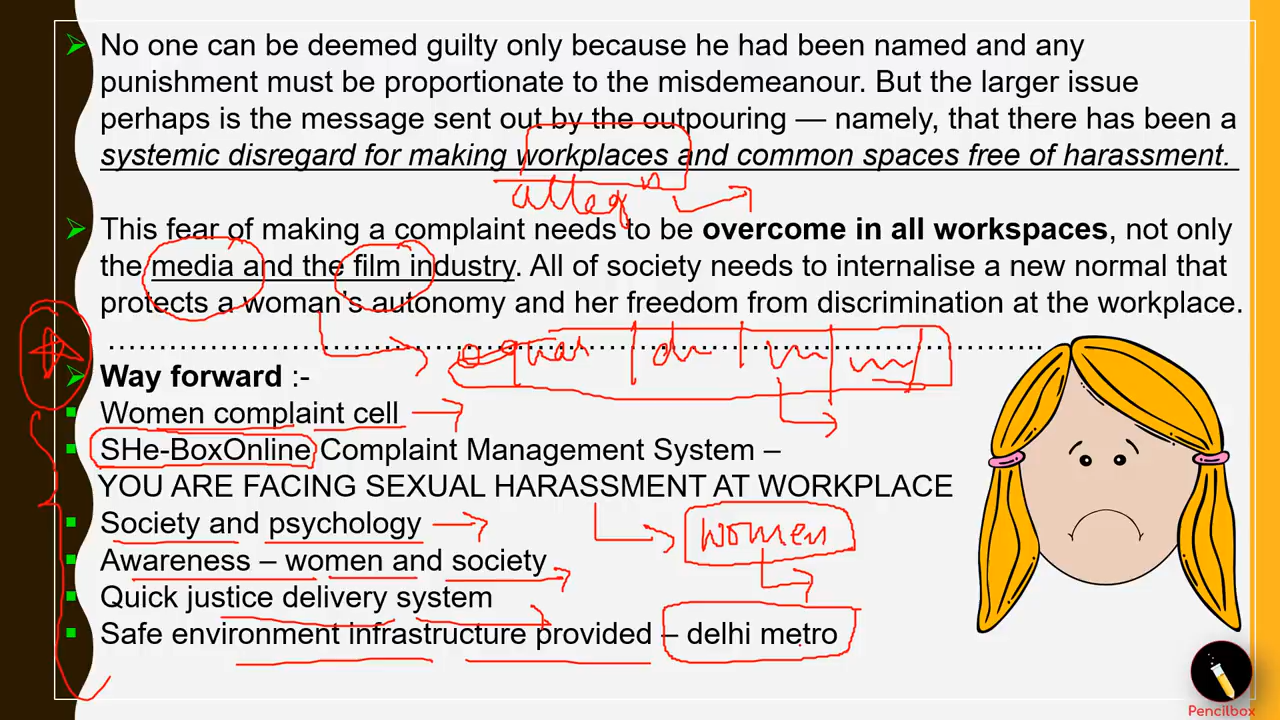 No one can be deemed guilty only because he had been named and any
punishment must be proportionate to the misdemeanour. But the larger issue
perhaps is the message sent out by the outpouring — namely, that there has been a
systemic disregard for making workplaces and common spaces free of harassment.
This fear of making a complaint needs to be overcome in all workspaces, not only
the media and the film industry. All of society needs to internalise a new normal that
protects a woman's autonomy and her freedom from discrimination at the workplace.
Way forward :-
Women complaint cell
SHe-BoxOnline Complaint Management System –
YOU ARE FACING SEXUAL HARASSMENT AT WORKPLACE
Society and psychology
women
Awareness – women and society
Quick justice delivery system
Safe environment infrastructure provided – delhi metro
Pencilbox